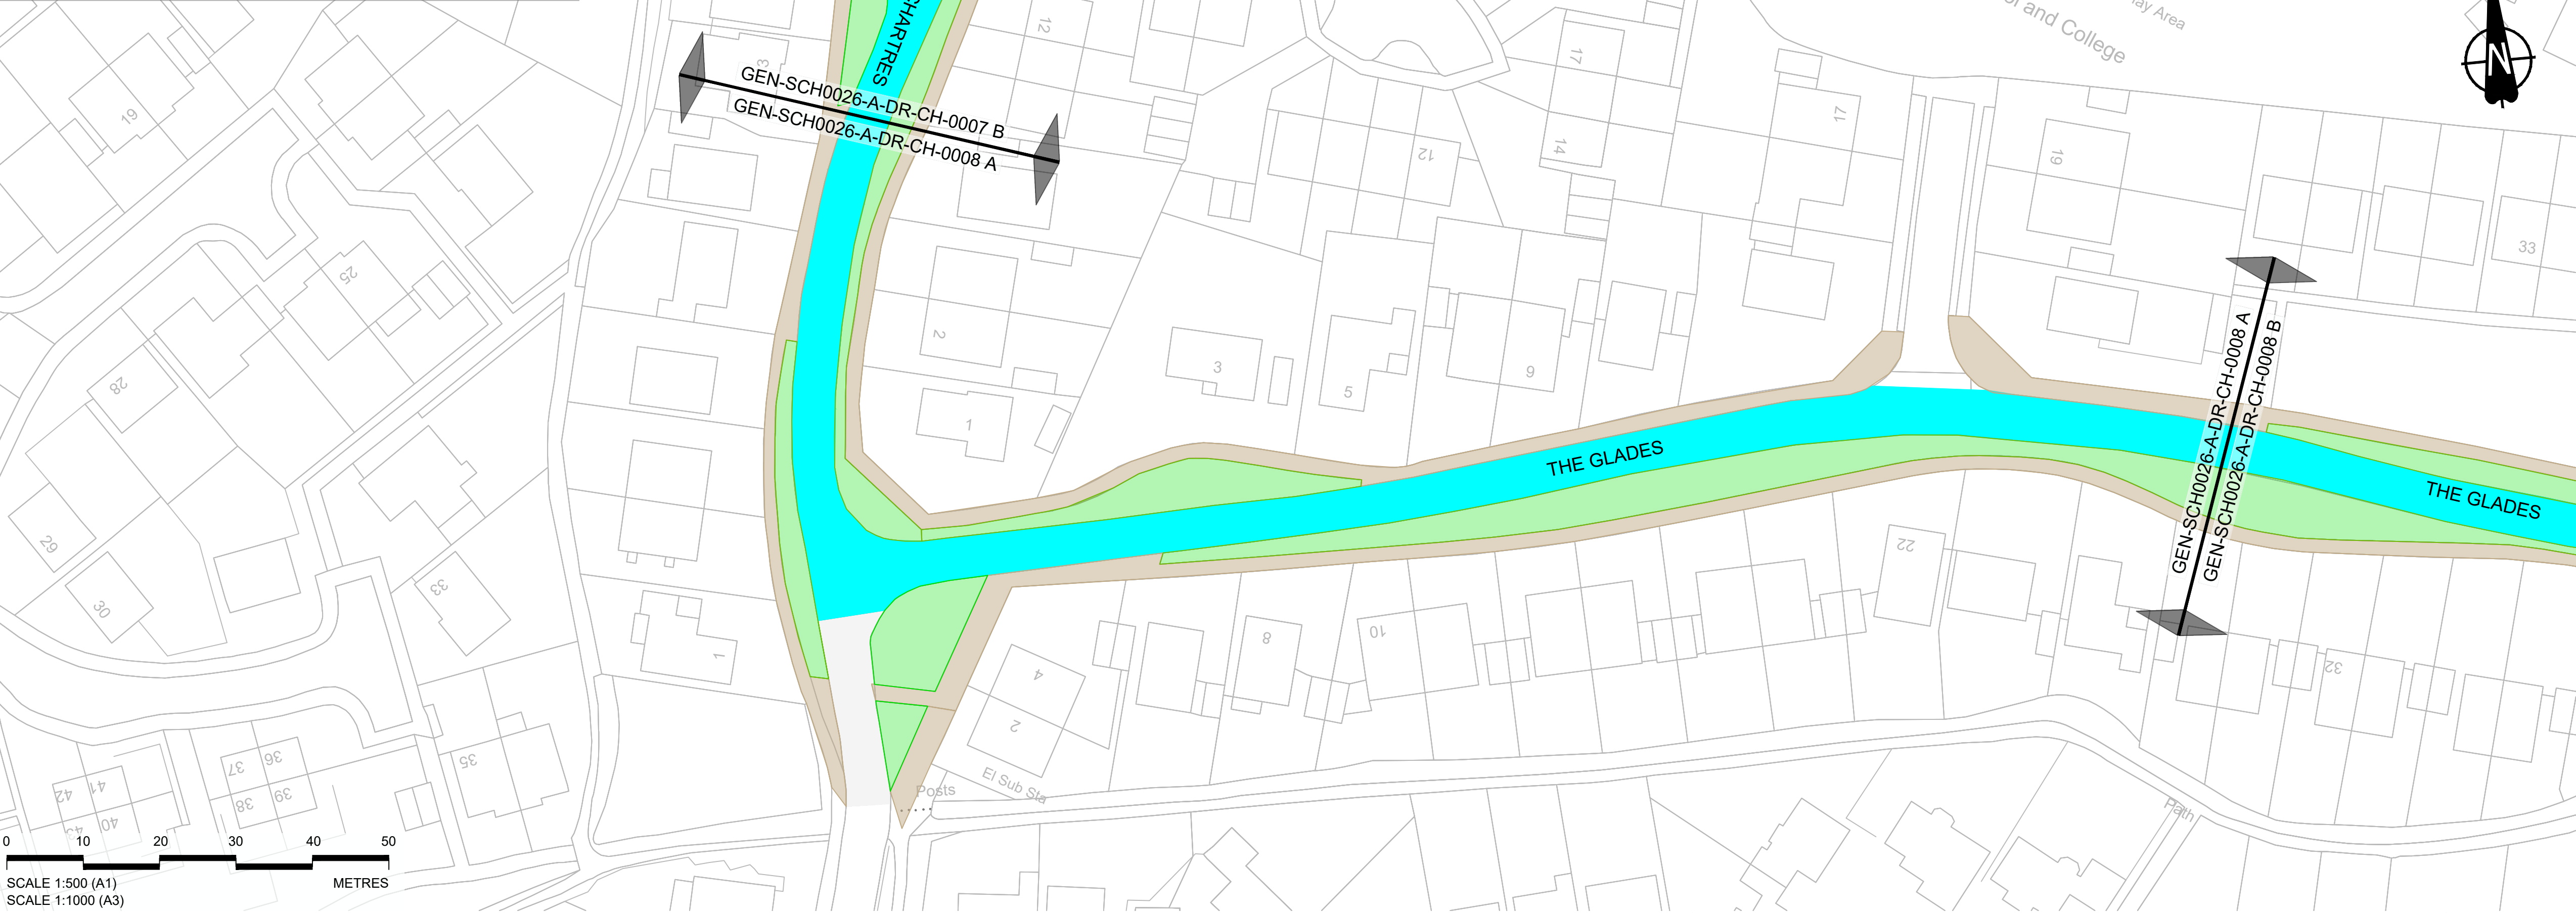 CHARTRES
GEN-SCH0026-A-DR-CH-0007 B
GEN-SCH0026-A-DR-CH-0008 A
and College
Area
N
19
3
12
17
14
12
17
19
33
25
2
28
1
3
5
9
THE GLADES
GEN-SCH0026-A-DR-CH-0008 A
GEN-SCH0026-A-DR-CH-0008 B
THE GLADES
29
30
33
1
4
2
8
10
22
32
El Sub Sta
Posts
Path
35
36
37
38
39
40
41
42
0 10 20 30 40 50
SCALE 1:500 (A1)
METRES
SCALE 1:1000 (A3)